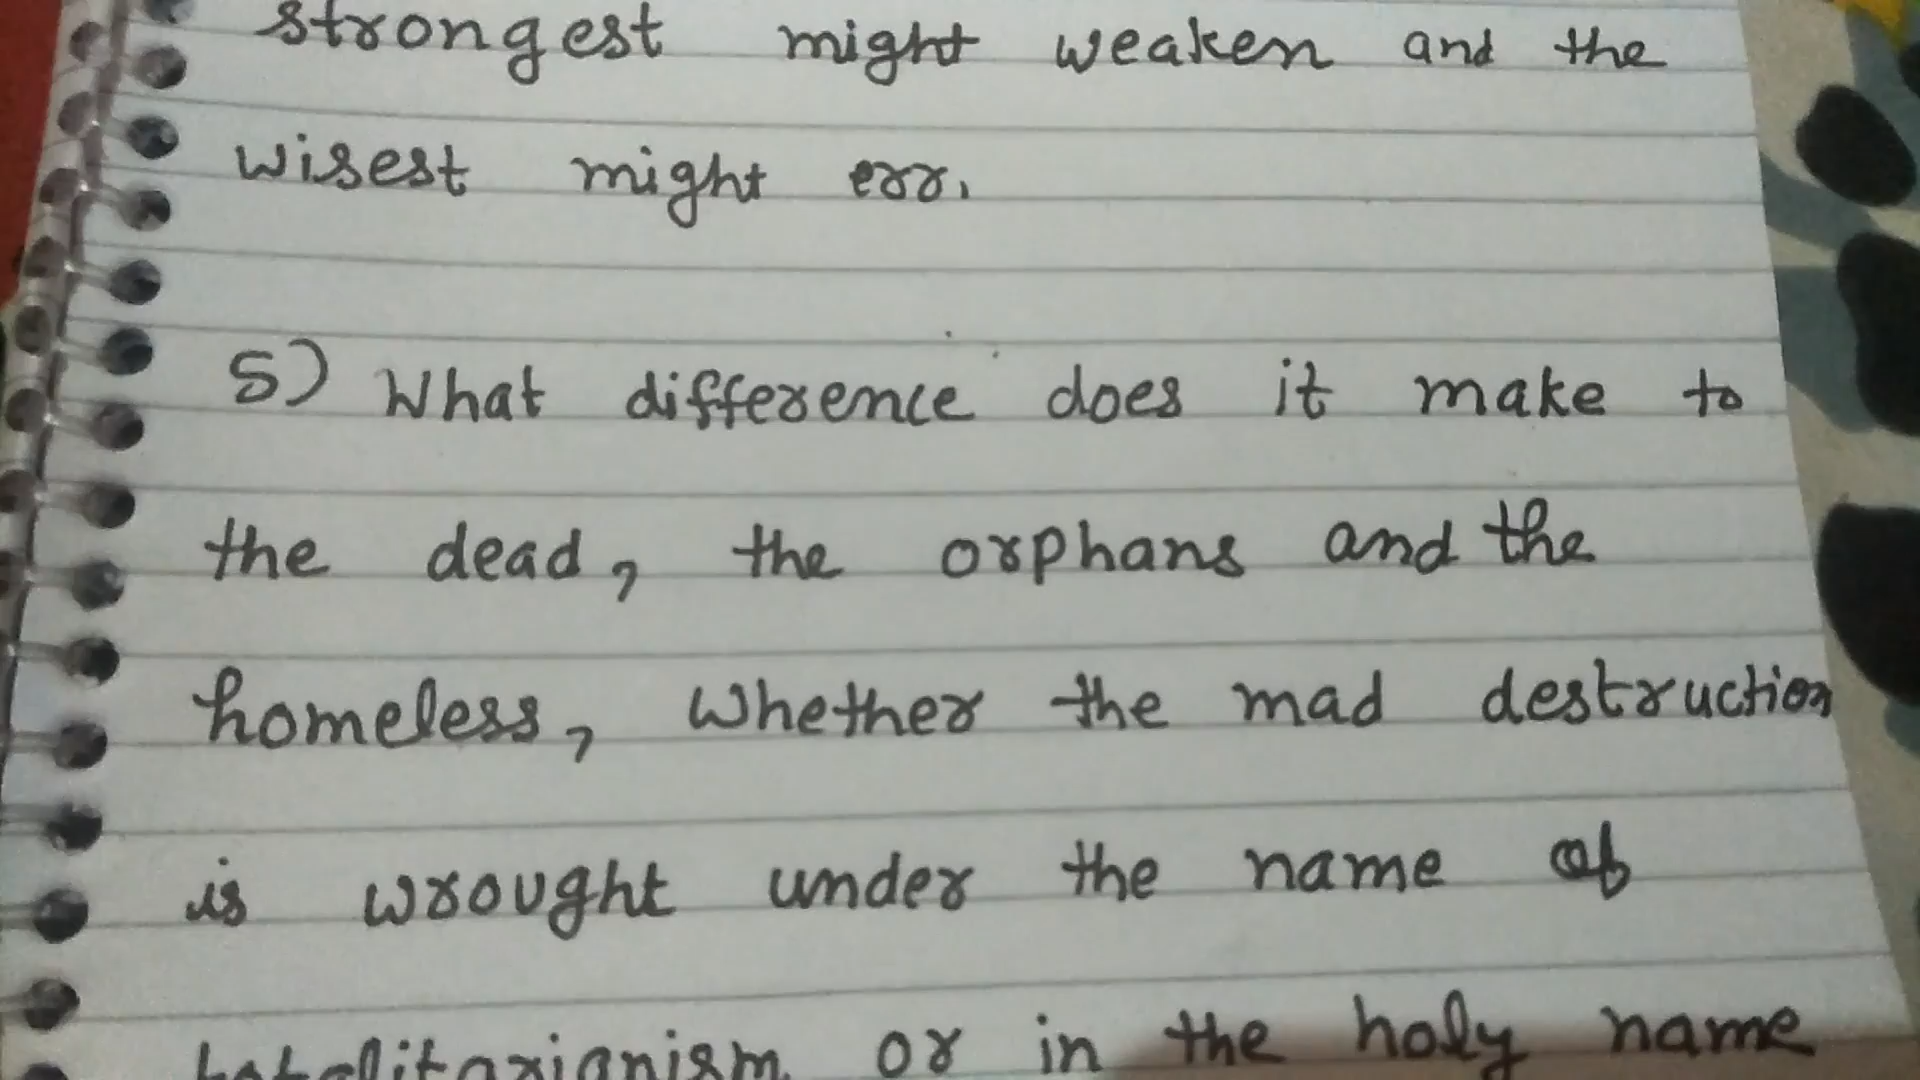 strongest might weaken and the
wisest might err.
5) What difference does it make to
the dead, the orphans and the
homeless, whether the mad destruction
is wrought under the name of
totalitarianism or in the holy name